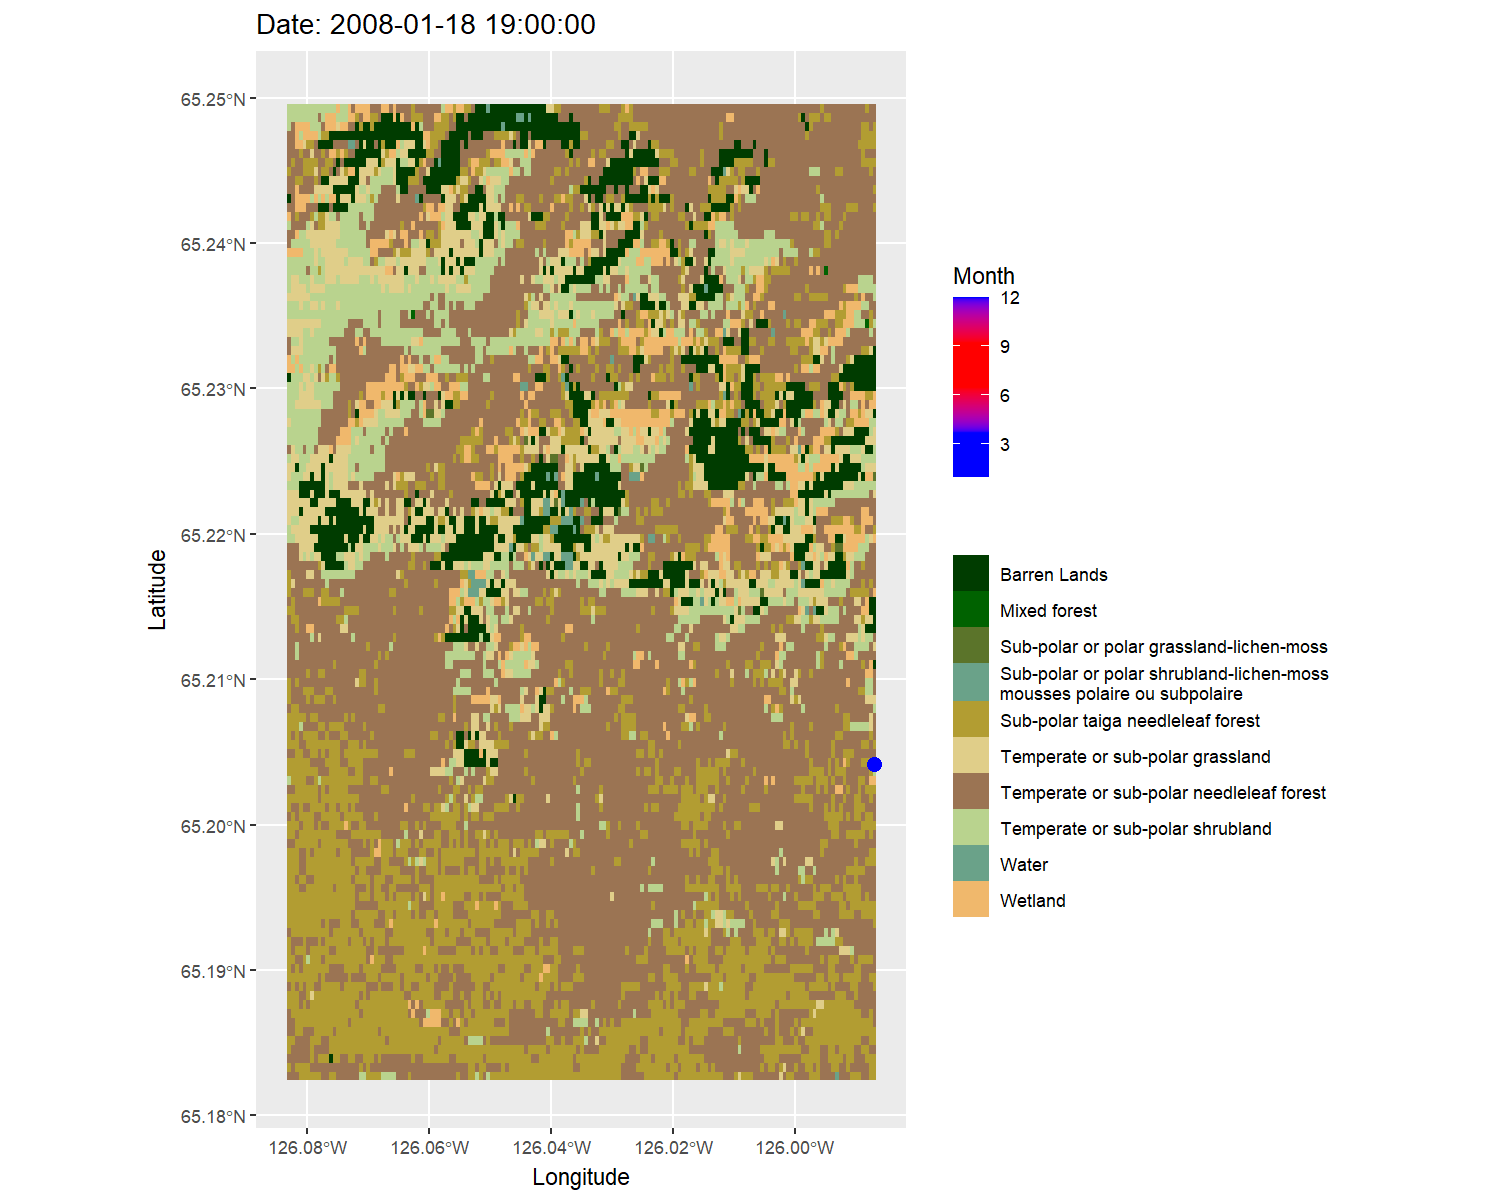 Date: 2008-01-18 19:00:00
65.25°N
65.24°N
65.23°N
65.22°N
65.21°N
65.20°N
65.19°N
65.18°N
Latitude
126.08°W
126.06°W
126.04°W
126.02°W
126.00°W
Longitude
Month
12
9
6
3
Barren Lands
Mixed forest
Sub-polar or polar grassland-lichen-moss
Sub-polar or polar shrubland-lichen-moss
mousses polaire ou subpolaire
Sub-polar taiga needleleaf forest
Temperate or sub-polar grassland
Temperate or sub-polar needleleaf forest
Temperate or sub-polar shrubland
Water
Wetland